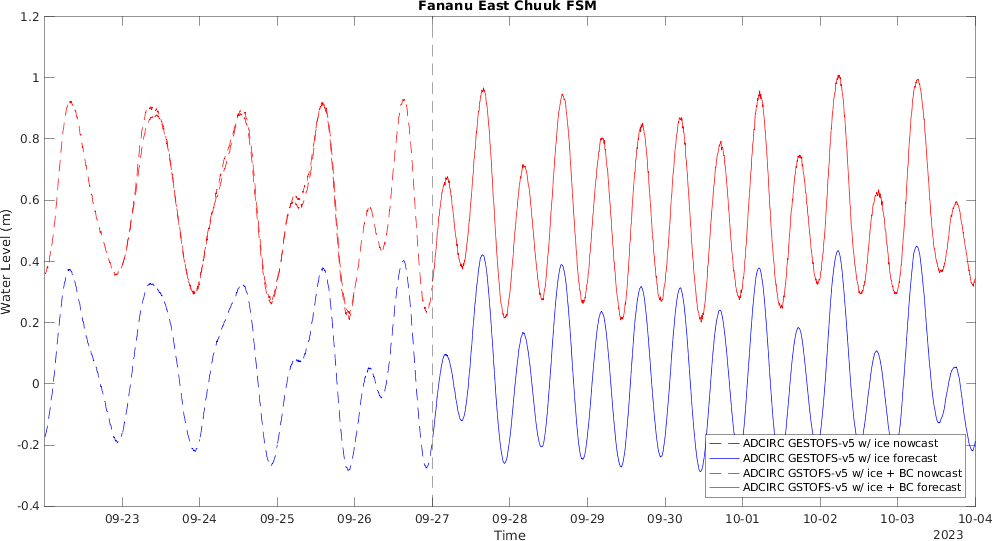 Fananu East Chuuk FSM
1.2
1
0.8
0.6
0.4
0.2
0
-0.2
-0.4
Water Level (m)
09-23 09-24 09-25 09-26 09-27 09-28 09-29 09-30 10-01 10-02 10-03 10-04
Time
2023
ADCIRC GESTOFS-v5 w/ ice nowcast
ADCIRC GESTOFS-v5 w/ ice forecast
ADCIRC GSTOFS-v5 w/ ice + BC nowcast
ADCIRC GSTOFS-v5 w/ ice + BC forecast